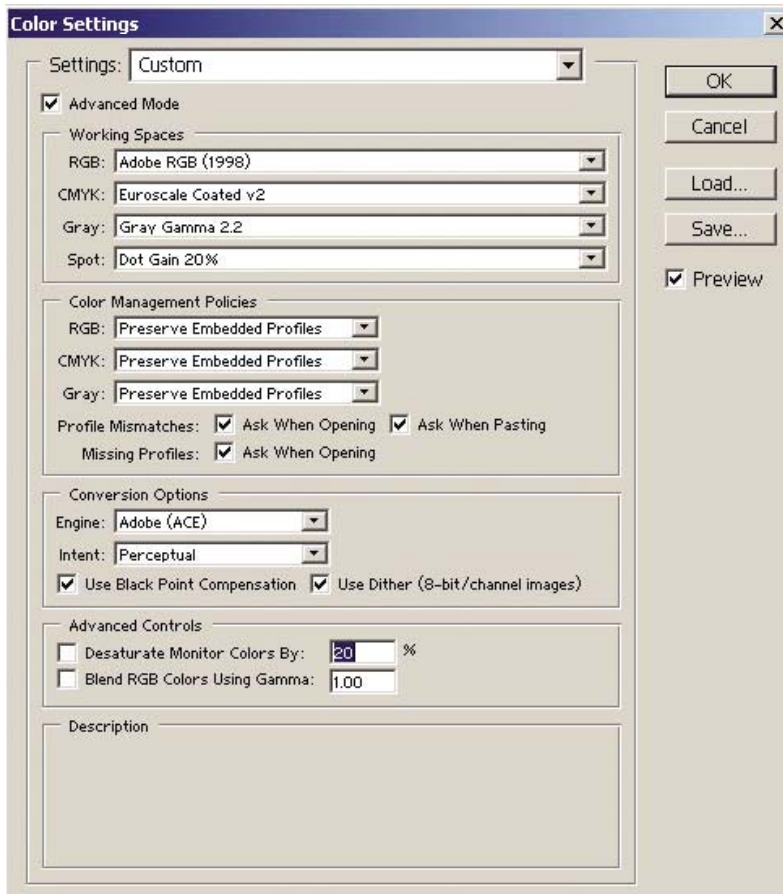 Color Settings
Settings: Custom
OK
Advanced Mode
Cancel
Working Spaces
RGB: Adobe RGB (1998)
Load...
CMYK: Euroscale Coated v2
Gray: Gray Gamma 2.2
Save...
Spot: Dot Gain 20%
Preview
Color Management Policies
RGB: Preserve Embedded Profiles
CMYK: Preserve Embedded Profiles
Gray: Preserve Embedded Profiles
Profile Mismatches: Ask When Opening Ask When Pasting
Missing Profiles: Ask When Opening
Conversion Options
Engine: Adobe (ACE)
Intent: Perceptual
Use Black Point Compensation Use Dither (8-bit/channel images)
Advanced Controls
Desaturate Monitor Colors By: 20 %
Blend RGB Colors Using Gamma: 1.00
Description